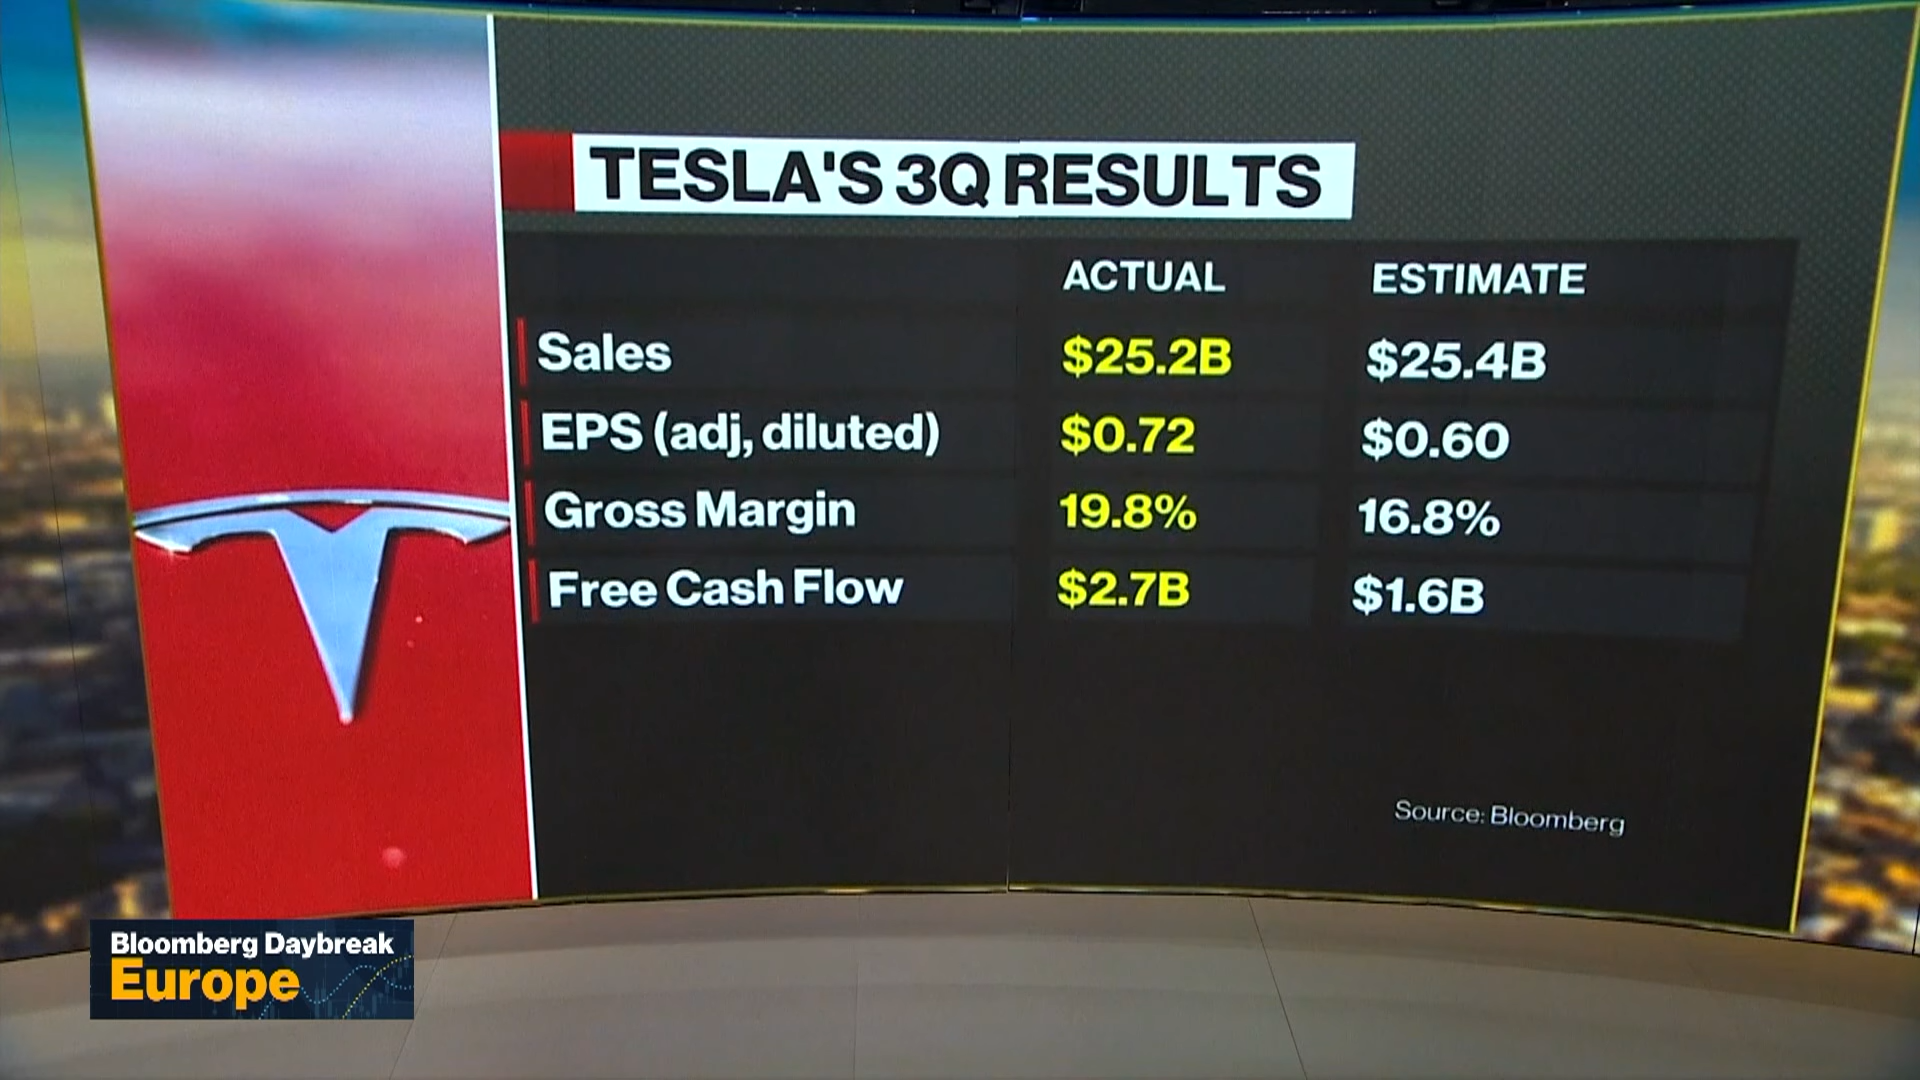 TESLA'S 3Q RESULTS
ACTUAL ESTIMATE
Sales $25.2B $25.4B
EPS (adj, diluted) $0.72 $0.60
Gross Margin 19.8% 16.8%
Free Cash Flow $2.7B $1.6B
Source: Bloomberg
Bloomberg Daybreak
Europe